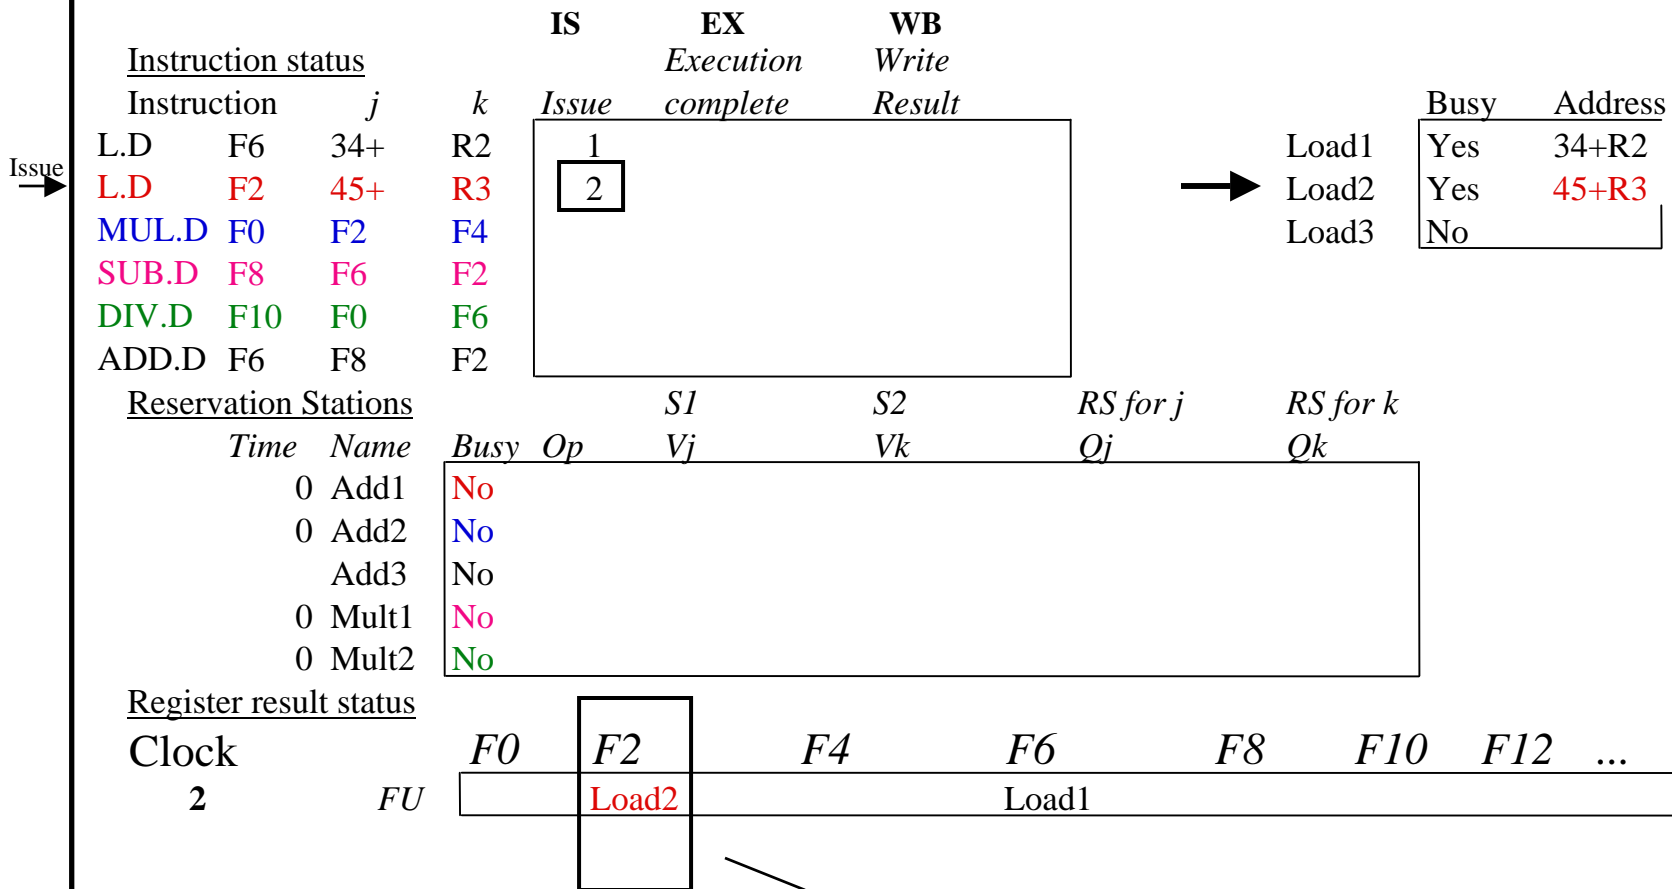 IS EX WB
Instruction status Execution Write
Instruction j k Issue complete Result Busy Address
L.D F6 34+ R2 1 Load1 Yes 34+R2
Issue
L.D F2 45+ R3 2 Load2 Yes 45+R3
MUL.D F0 F2 F4 Load3 No
SUB.D F8 F6 F2
DIV.D F10 F0 F6
ADD.D F6 F8 F2
Reservation Stations S1 S2 RS for j RS for k
Time Name Busy Op Vj Vk Qj Qk
0 Add1 No
0 Add2 No
Add3 No
0 Mult1 No
0 Mult2 No
Register result status
Clock F0 F2 F4 F6 F8 F10 F12 ...
2 FU Load2 Load1